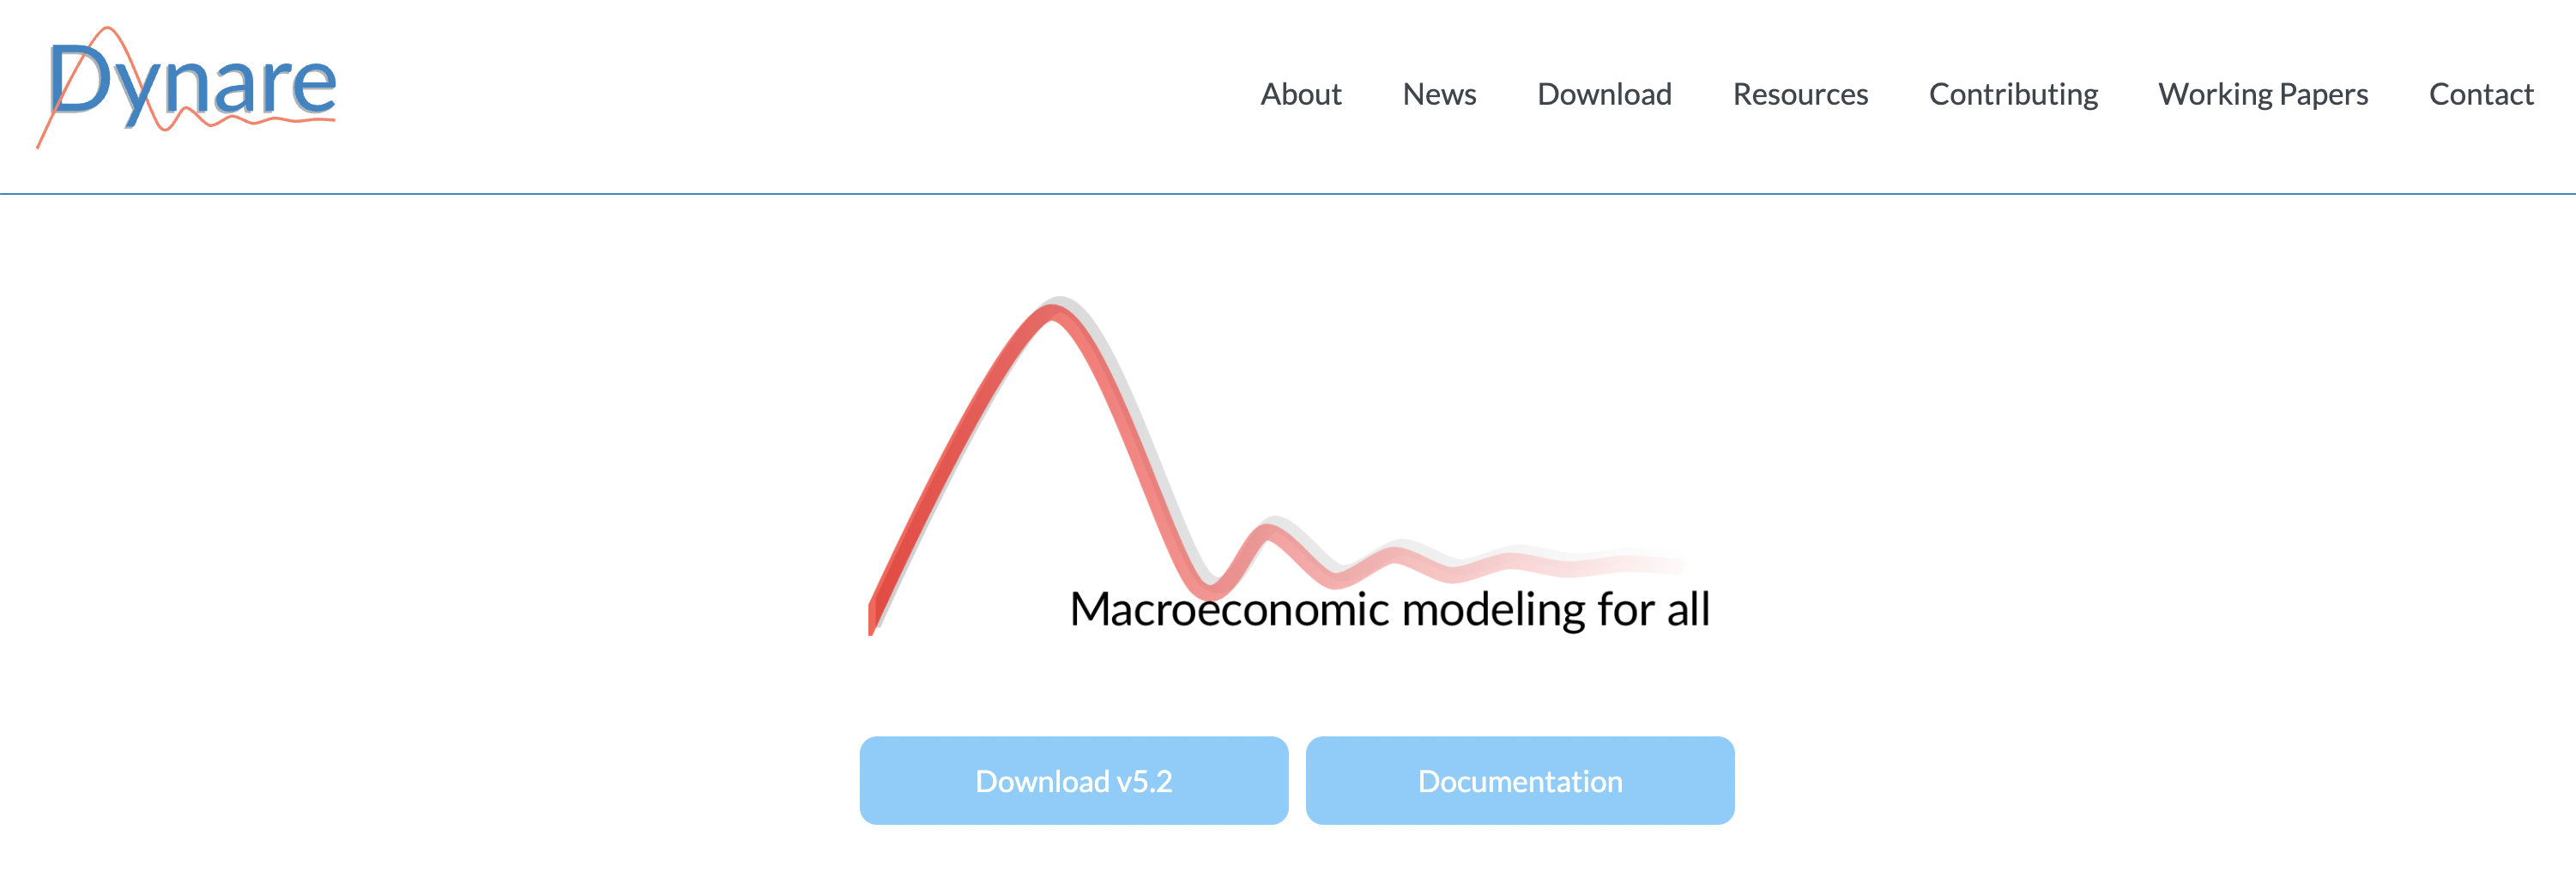 Dynare
About News Download Resources Contributing Working Papers Contact
Macroeconomic modeling for all
Download v5.2 Documentation